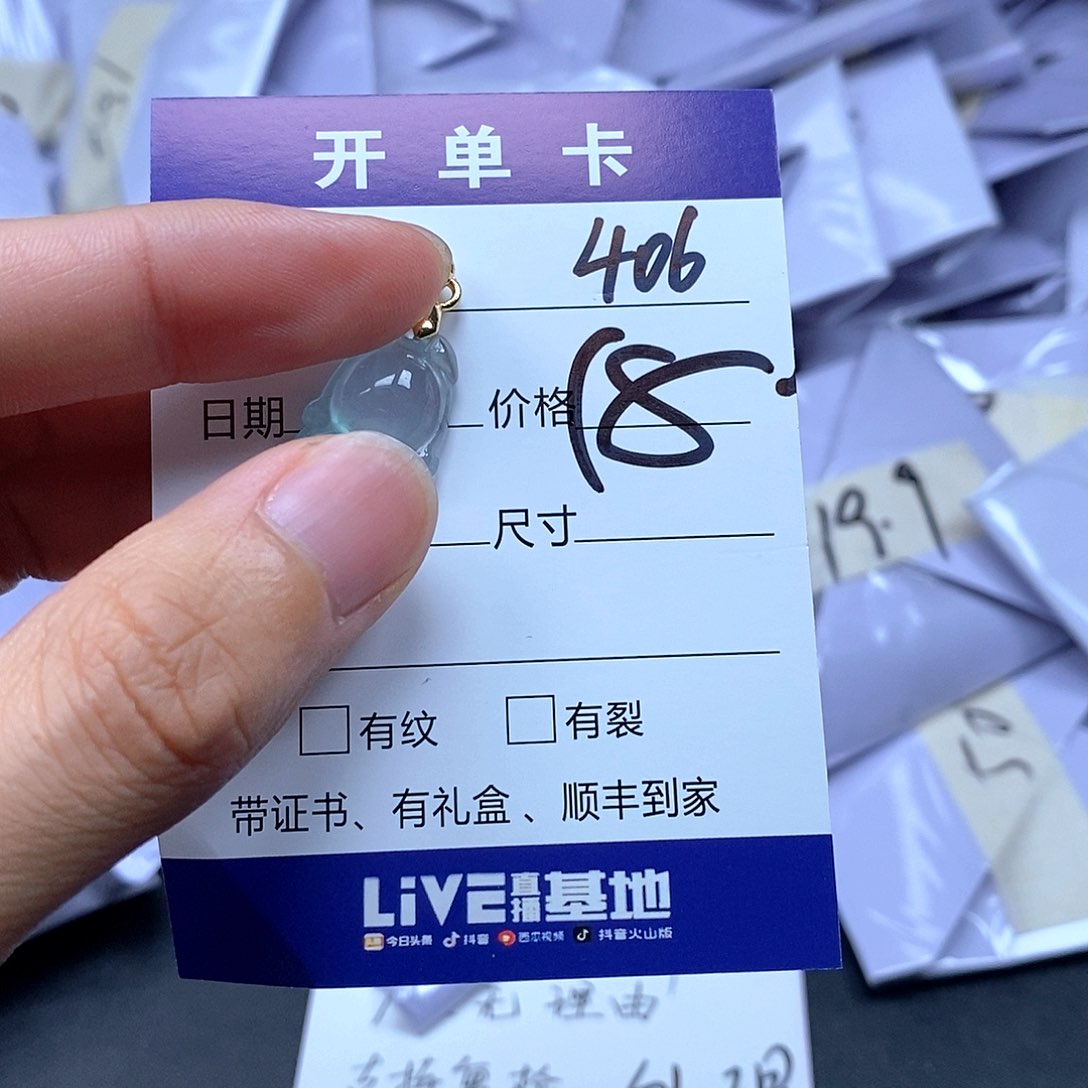 开单卡
406
日期 价格 18.
尺寸
有纹 有裂
带证书、有礼盒、顺丰到家
LiVE直播基地
今日头条 抖音 西瓜视频 抖音火山版
19.9
理由